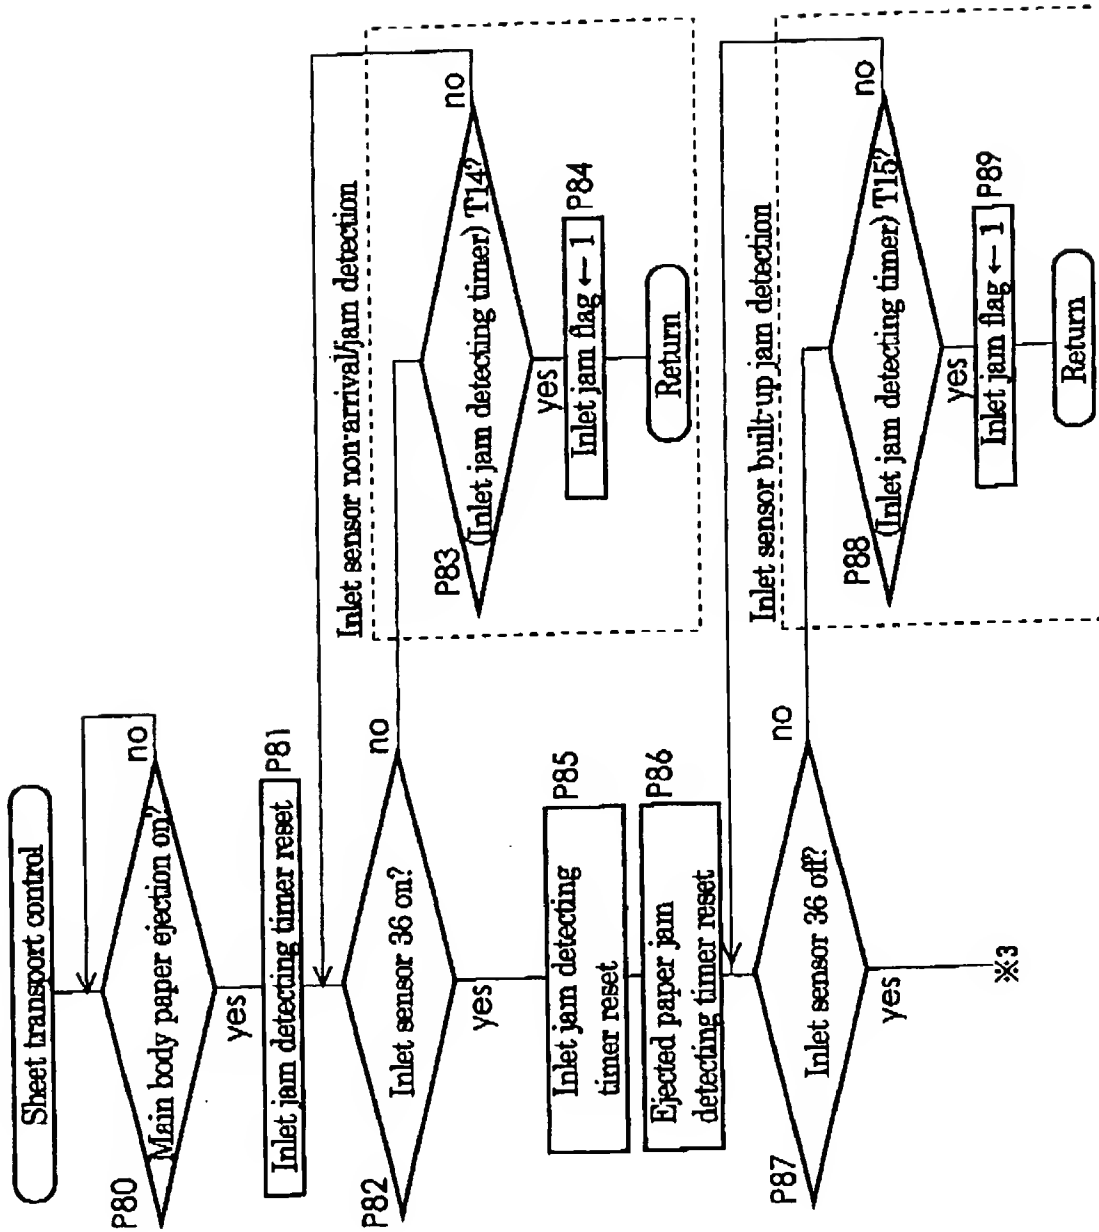 Sheet transport control
P80
Main body paper ejection on?
no
yes
Inlet jam detecting timer reset
P81
P82
Inlet sensor 36 on?
no
yes
Inlet sensor non-arrival/jam detection
P83
(Inlet jam detecting timer) T14?
no
yes
Inlet jam flag ← 1
P84
Return
Inlet jam detecting
timer reset
P85
Ejected paper jam
detecting timer reset
P86
P87
Inlet sensor 36 off?
no
yes
※3
Inlet sensor built-up jam detection
P88
(Inlet jam detecting timer) T15?
no
yes
Inlet jam flag ← 1
P89
Return